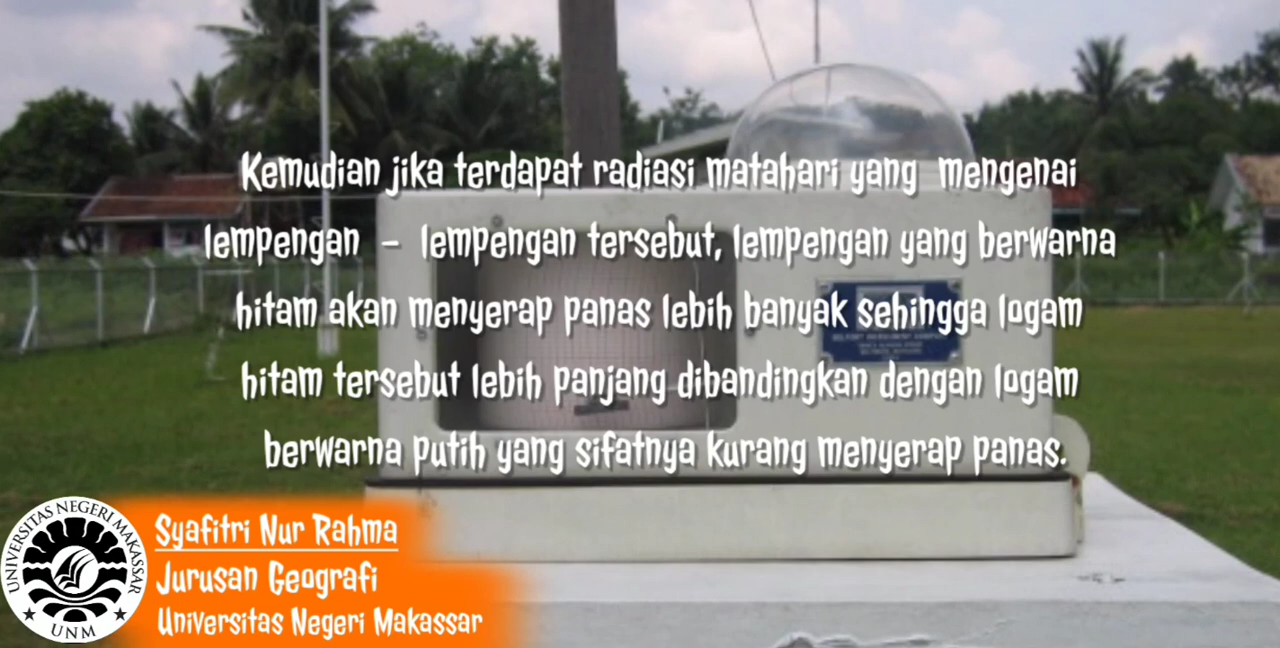 Kemudian jika terdapat radiasi matahari yang mengenai
lempengan – lempengan tersebut, lempengan yang berwarna
hitam akan menyerap panas lebih banyak sehingga logam
hitam tersebut lebih panjang dibandingkan dengan logam
berwarna putih yang sifatnya kurang menyerap panas.
UNIVERSITAS NEGERI MAKASSAR
UNM
Syafitri Nur Rahma
Jurusan Geografi
Universitas Negeri Makassar